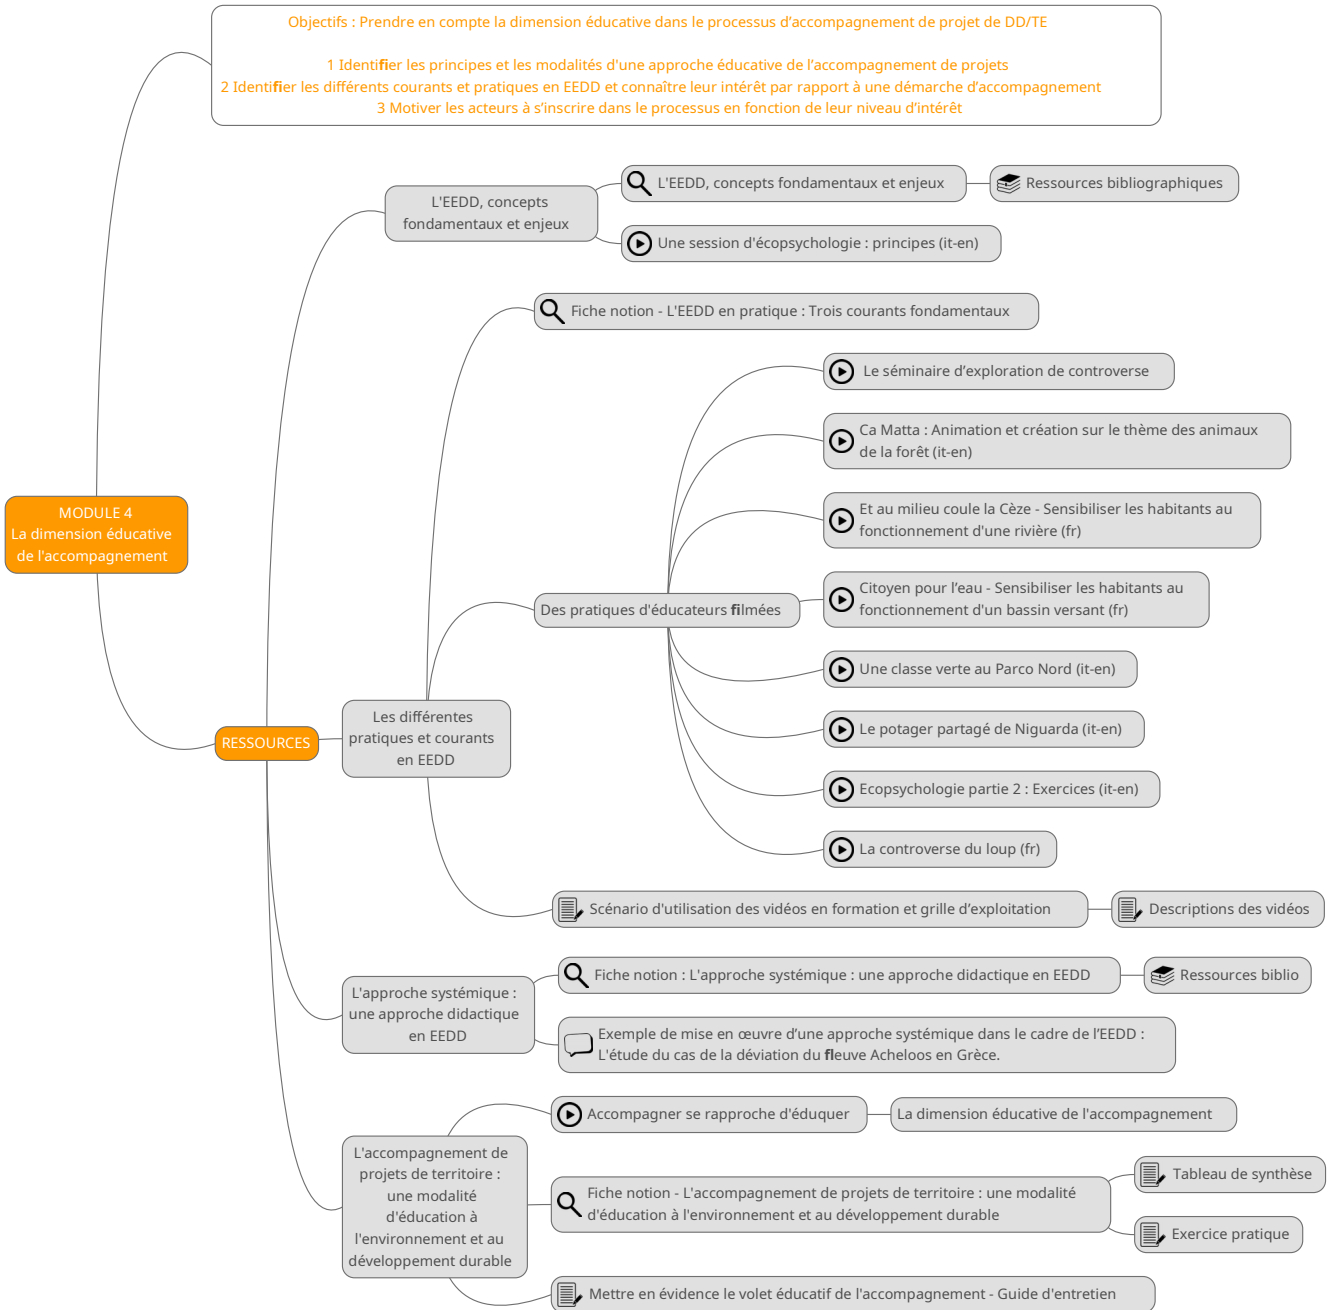 Objectifs : Prendre en compte la dimension éducative dans le processus d’accompagnement de projet de DD/TE
1 Identifier les principes et les modalités d'une approche éducative de l’accompagnement de projets
2 Identifier les différents courants et pratiques en EEDD et connaître leur intérêt par rapport à une démarche d’accompagnement
3 Motiver les acteurs à s’inscrire dans le processus en fonction de leur niveau d’intérêt
MODULE 4
La dimension éducative
de l'accompagnement
RESSOURCES
L'EEDD, concepts
fondamentaux et enjeux
L'EEDD, concepts fondamentaux et enjeux
Ressources bibliographiques
Une session d'écopsychologie : principes (it-en)
Les différentes
pratiques et courants
en EEDD
Fiche notion - L'EEDD en pratique : Trois courants fondamentaux
Des pratiques d'éducateurs filmées
Le séminaire d’exploration de controverse
Ca Matta : Animation et création sur le thème des animaux
de la forêt (it-en)
Et au milieu coule la Cèze - Sensibiliser les habitants au
fonctionnement d'une rivière (fr)
Citoyen pour l’eau - Sensibiliser les habitants au
fonctionnement d'un bassin versant (fr)
Une classe verte au Parco Nord (it-en)
Le potager partagé de Niguarda (it-en)
Ecopsychologie partie 2 : Exercices (it-en)
La controverse du loup (fr)
Scénario d'utilisation des vidéos en formation et grille d’exploitation
Descriptions des vidéos
L'approche systémique :
une approche didactique
en EEDD
Fiche notion : L'approche systémique : une approche didactique en EEDD
Ressources biblio
Exemple de mise en œuvre d’une approche systémique dans le cadre de l’EEDD :
L'étude du cas de la déviation du fleuve Acheloos en Grèce.
L'accompagnement de
projets de territoire :
une modalité
d'éducation à
l'environnement et au
développement durable
Accompagner se rapproche d'éduquer
La dimension éducative de l'accompagnement
Fiche notion - L'accompagnement de projets de territoire : une modalité
d'éducation à l'environnement et au développement durable
Tableau de synthèse
Exercice pratique
Mettre en évidence le volet éducatif de l'accompagnement - Guide d'entretien